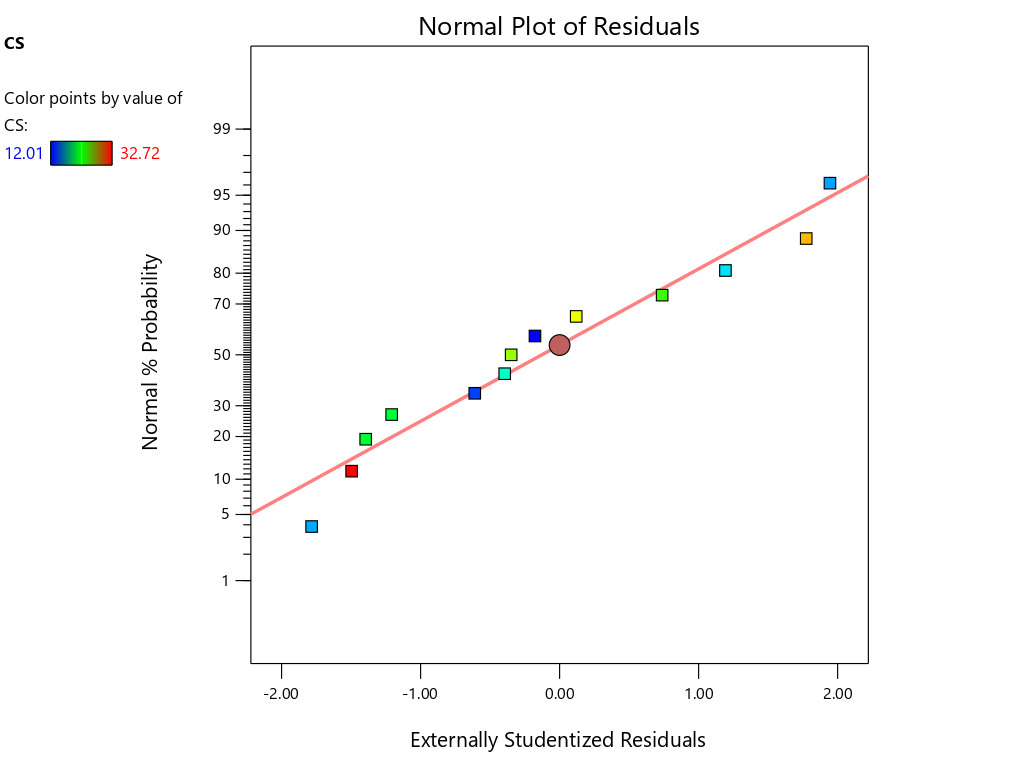 Normal Plot of Residuals
CS
Color points by value of
CS:
12.01 32.72
Normal % Probability
99
95
90
80
70
50
30
20
10
5
1
-2.00 -1.00 0.00 1.00 2.00
Externally Studentized Residuals